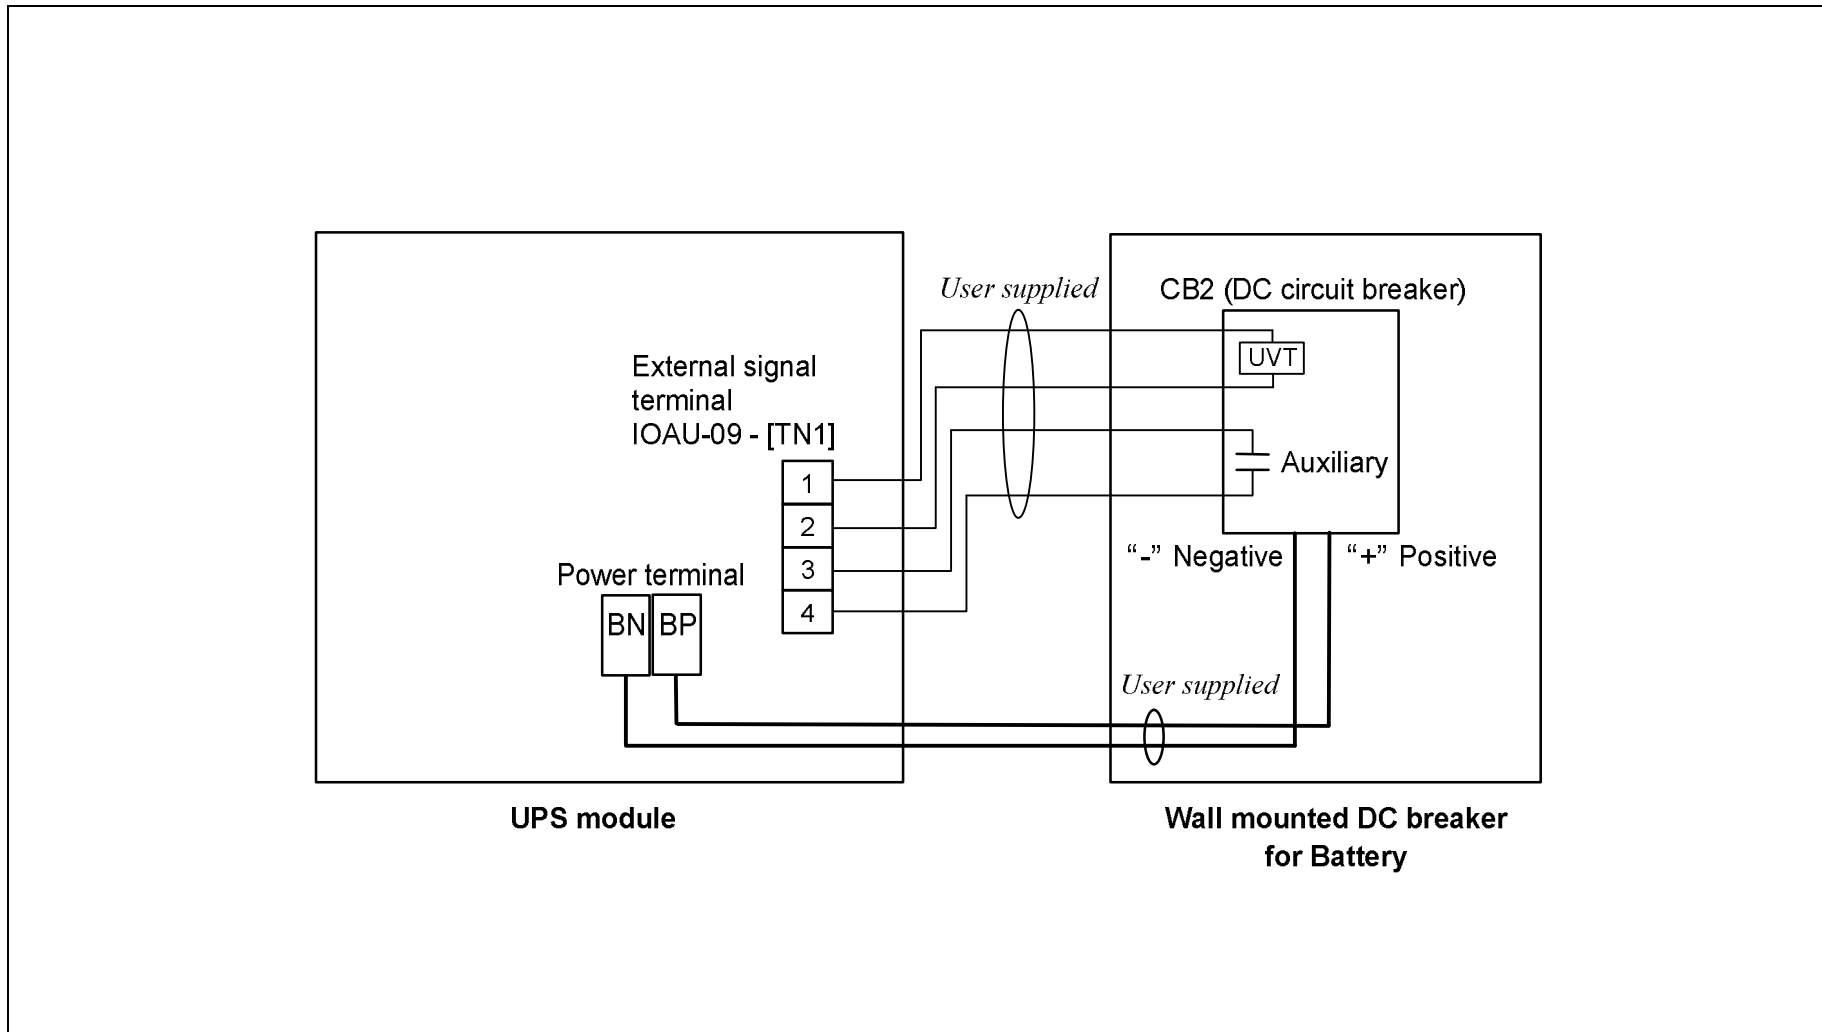 User supplied
CB2 (DC circuit breaker)
UVT
External signal
terminal
IOAU-09 - [TN1]
Auxiliary
1
2
3
4
“-” Negative
“+” Positive
Power terminal
BN
BP
User supplied
UPS module
Wall mounted DC breaker
for Battery